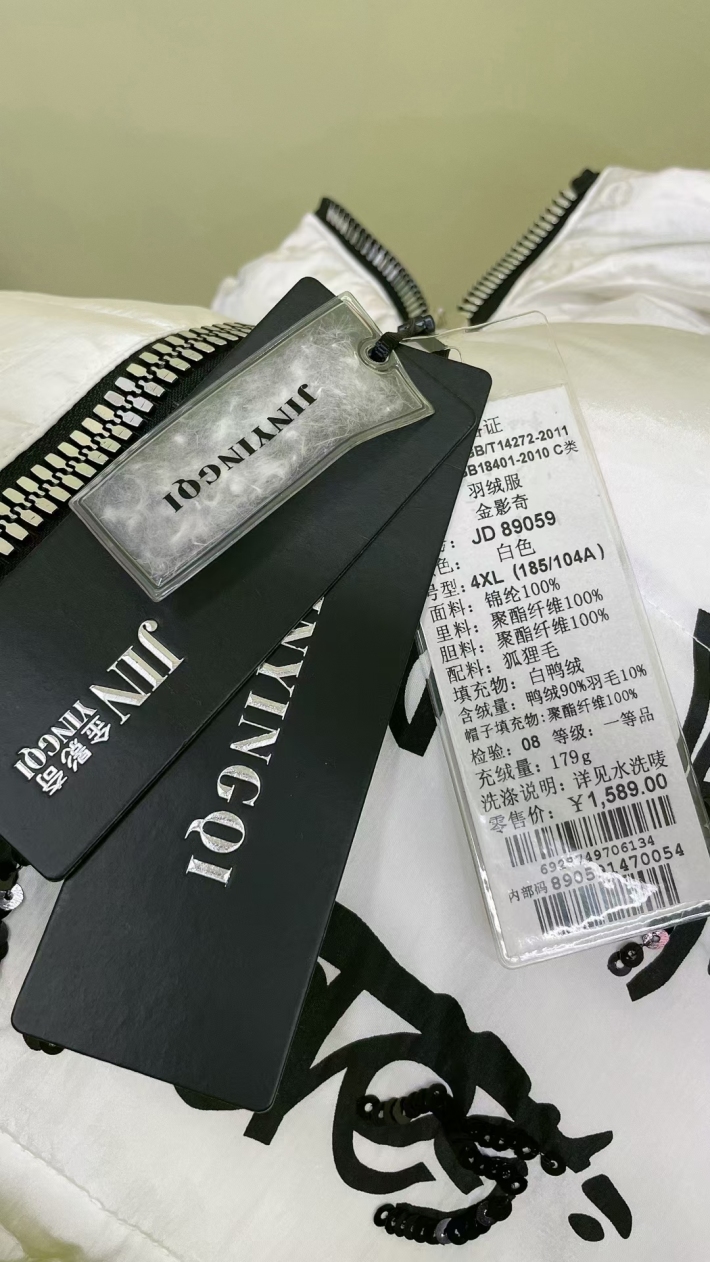 JINYINGQI
JIN
YINGQI
金影奇
NYINGQI
格证
GB/T14272-2011
GB18401-2010 C类
羽绒服
金影奇
号: JD 89059
色: 白色
号型: 4XL (185/104A)
面料: 锦纶100%
里料: 聚酯纤维100%
胆料: 聚酯纤维100%
配料: 狐狸毛
填充物: 白鸭绒
含绒量: 鸭绒90%羽毛10%
帽子填充物: 聚酯纤维100%
检验: 08 等级: 一等品
充绒量: 179g
洗涤说明: 详见水洗唛
零售价: ¥1,589.00
内部码